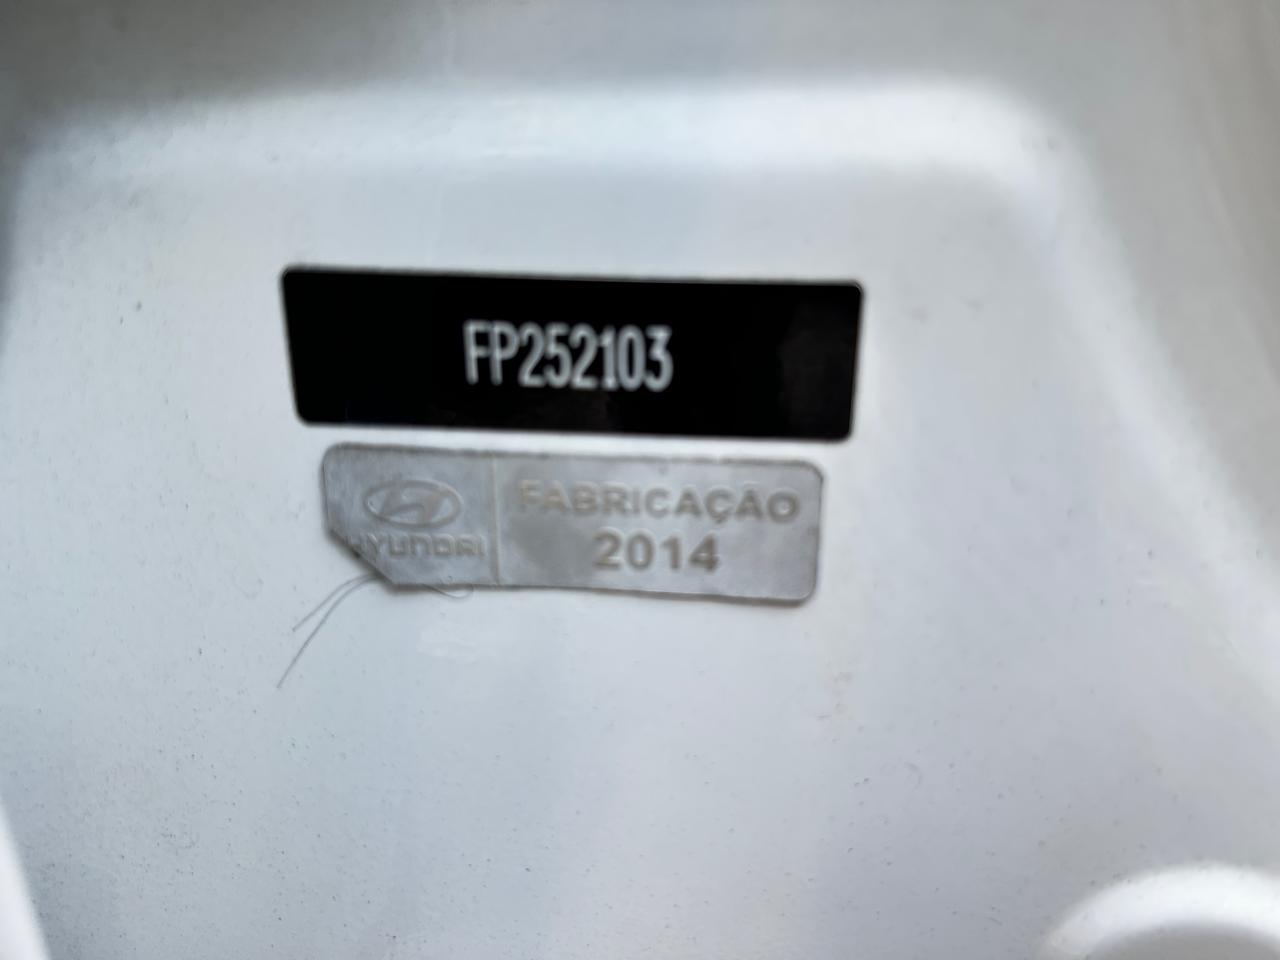 FP252103
HYUNDAI
FABRICAÇÃO
2014